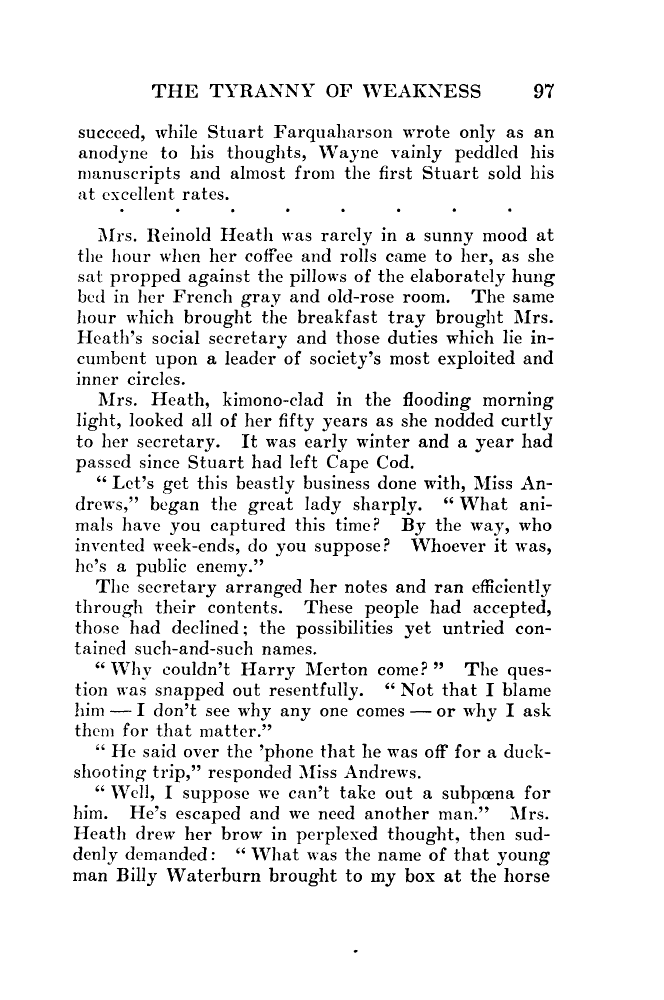 THE TYRANNY OF WEAKNESS 97
succeed, while Stuart Farquaharson wrote only as an
anodyne to his thoughts, Wayne vainly peddled his
manuscripts and almost from the first Stuart sold his
at excellent rates.
. . . . . . . .
Mrs. Reinold Heath was rarely in a sunny mood at
the hour when her coffee and rolls came to her, as she
sat propped against the pillows of the elaborately hung
bed in her French gray and old-rose room. The same
hour which brought the breakfast tray brought Mrs.
Heath's social secretary and those duties which lie in-
cumbent upon a leader of society's most exploited and
inner circles.
Mrs. Heath, kimono-clad in the flooding morning
light, looked all of her fifty years as she nodded curtly
to her secretary. It was early winter and a year had
passed since Stuart had left Cape Cod.
“ Let's get this beastly business done with, Miss An-
drews,” began the great lady sharply. “ What ani-
mals have you captured this time? By the way, who
invented week-ends, do you suppose? Whoever it was,
he's a public enemy.”
The secretary arranged her notes and ran efficiently
through their contents. These people had accepted,
those had declined; the possibilities yet untried con-
tained such-and-such names.
“ Why couldn't Harry Merton come? ” The ques-
tion was snapped out resentfully. “ Not that I blame
him — I don't see why any one comes — or why I ask
them for that matter.”
“ He said over the 'phone that he was off for a duck-
shooting trip,” responded Miss Andrews.
“ Well, I suppose we can't take out a subpœna for
him. He's escaped and we need another man.” Mrs.
Heath drew her brow in perplexed thought, then sud-
denly demanded: “ What was the name of that young
man Billy Waterburn brought to my box at the horse